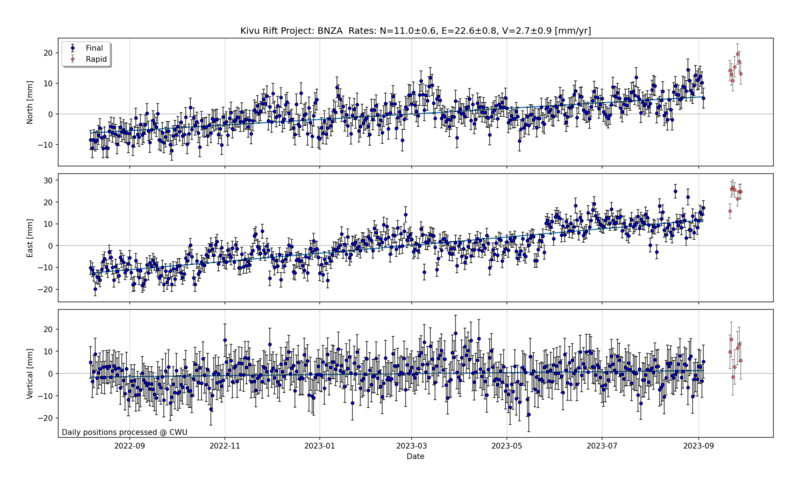 Kivu Rift Project: BNZA Rates: N=11.0±0.6, E=22.6±0.8, V=2.7±0.9 [mm/yr]
Final
Rapid
North [mm]
20
10
0
−10
East [mm]
30
20
10
0
−10
−20
Vertical [mm]
20
10
0
−10
−20
Daily positions processed @ CWU
2022-09 2022-11 2023-01 2023-03 2023-05 2023-07 2023-09
Date